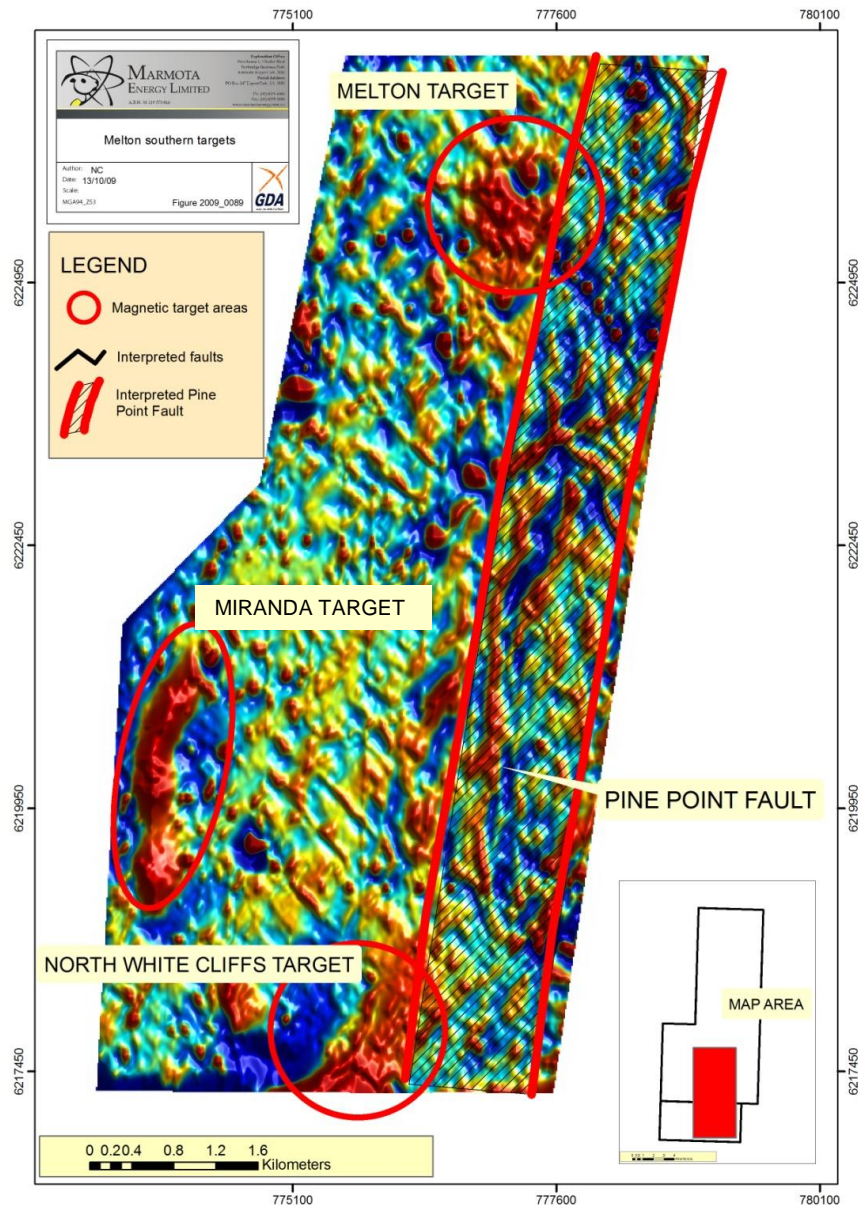 775100
777600
780100
MARMOTA
ENERGY LIMITED
Melton southern targets
Author: NC
Date: 13/10/09
Scale:
MGA94_Z53
Figure 2009_0089
GDA
MELTON TARGET
LEGEND
Magnetic target areas
Interpreted faults
Interpreted Pine
Point Fault
6224950
6224950
6222450
6222450
MIRANDA TARGET
6219950
6219950
PINE POINT FAULT
NORTH WHITE CLIFFS TARGET
MAP AREA
6217450
6217450
0 0.20.4 0.8 1.2 1.6
Kilometers
775100
777600
780100